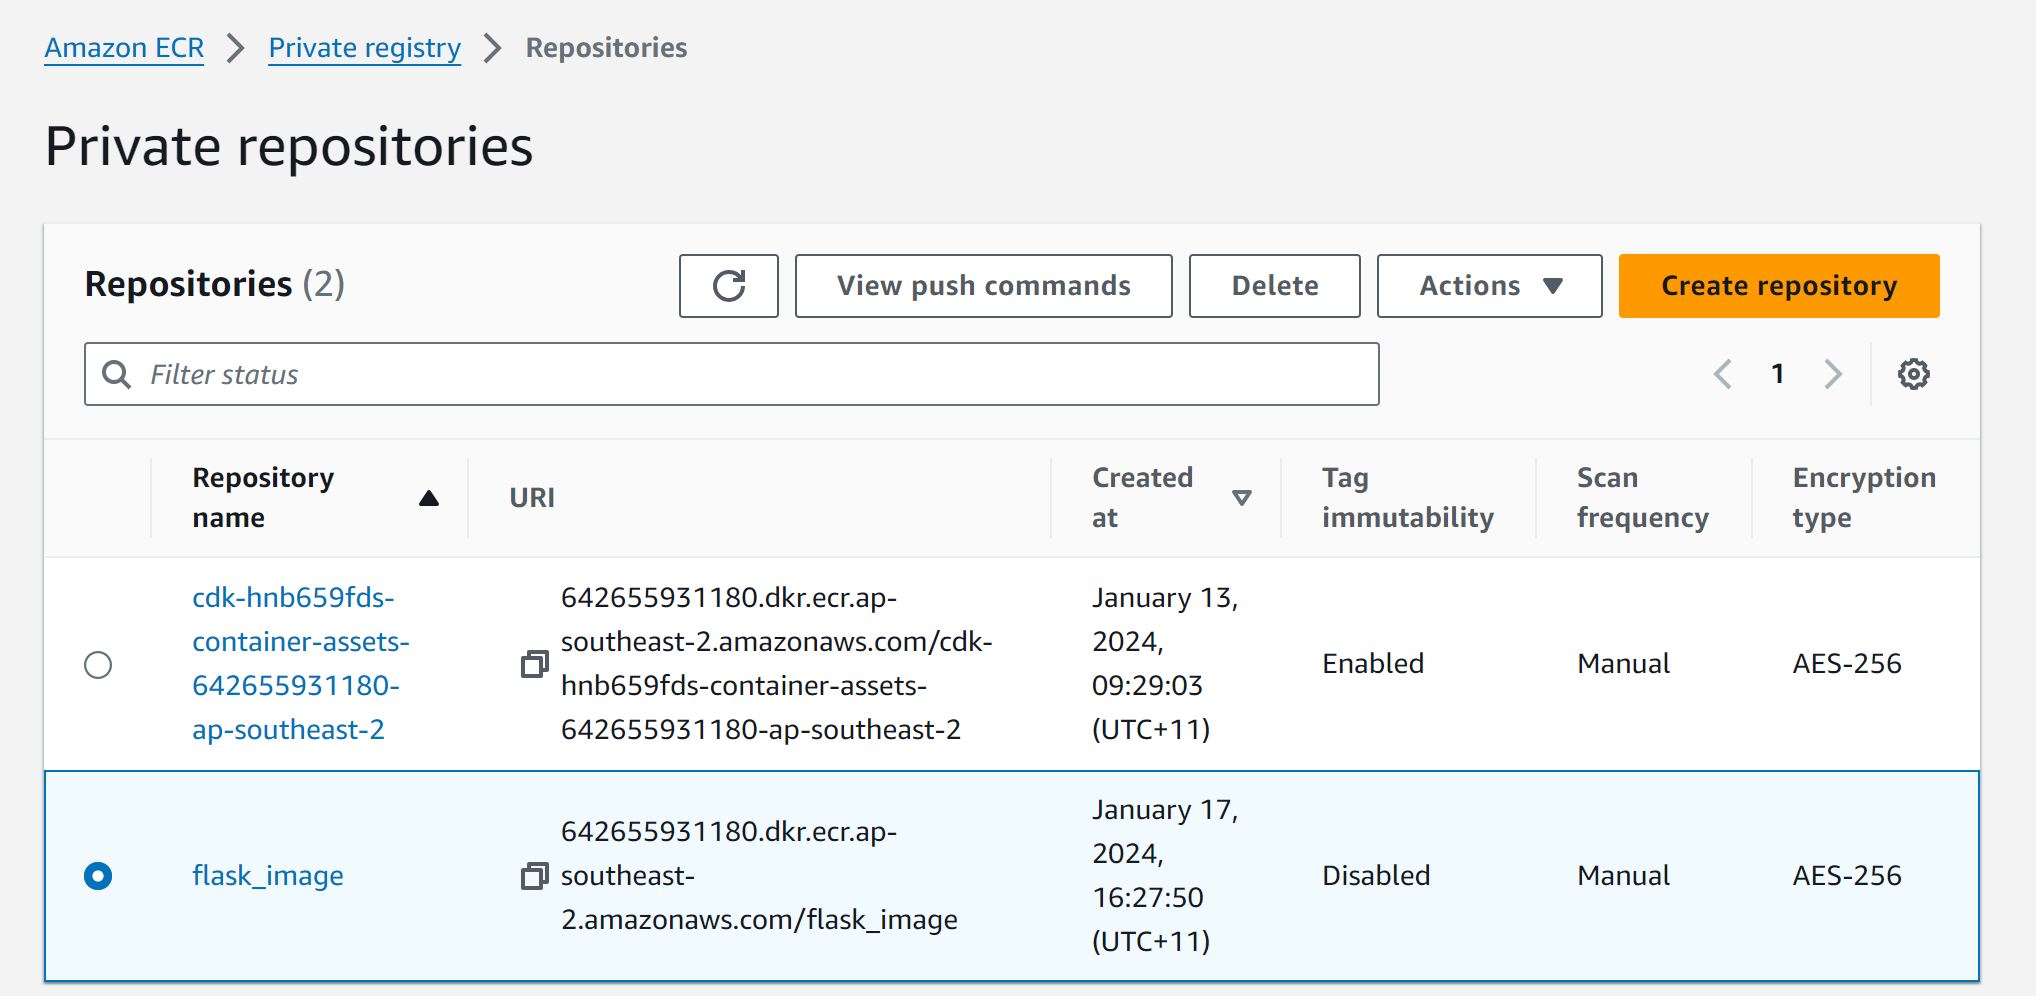 Amazon ECR > Private registry > Repositories
Private repositories
Repositories (2)
View push commands
Delete
Actions
Create repository
Filter status
1
Repository name
URI
Created at
Tag immutability
Scan frequency
Encryption type
cdk-hnb659fds-
container-assets-
642655931180-
ap-southeast-2
642655931180.dkr.ecr.ap-
southeast-2.amazonaws.com/cdk-
hnb659fds-container-assets-
642655931180-ap-southeast-2
January 13,
2024,
09:29:03
(UTC+11)
Enabled
Manual
AES-256
flask_image
642655931180.dkr.ecr.ap-
southeast-
2.amazonaws.com/flask_image
January 17,
2024,
16:27:50
(UTC+11)
Disabled
Manual
AES-256